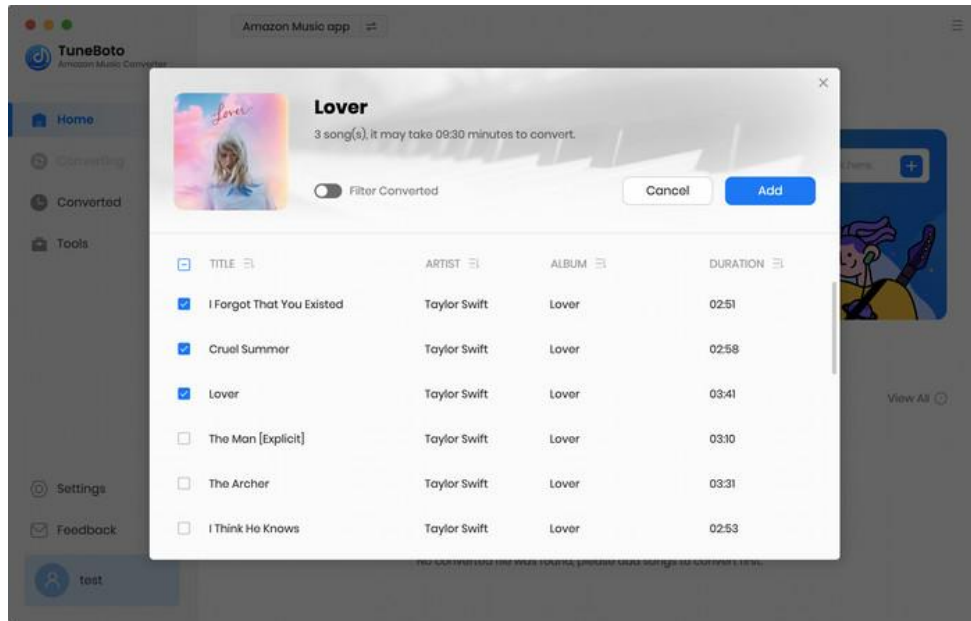 Amazon Music app
TuneBoto
Amazon Music Converter
Lover
Lover
3 song(s), it may take 09:30 minutes to convert.
Home
Converting
Filter Converted
Cancel
Add
Converted
Tools
TITLE ARTIST ALBUM DURATION
I Forgot That You Existed Taylor Swift Lover 02:51
Cruel Summer Taylor Swift Lover 02:58
Lover Taylor Swift Lover 03:41
View All
The Man [Explicit] Taylor Swift Lover 03:10
The Archer Taylor Swift Lover 03:31
Settings
I Think He Knows Taylor Swift Lover 02:53
Feedback
No converted file was found, please add songs to convert first.
test